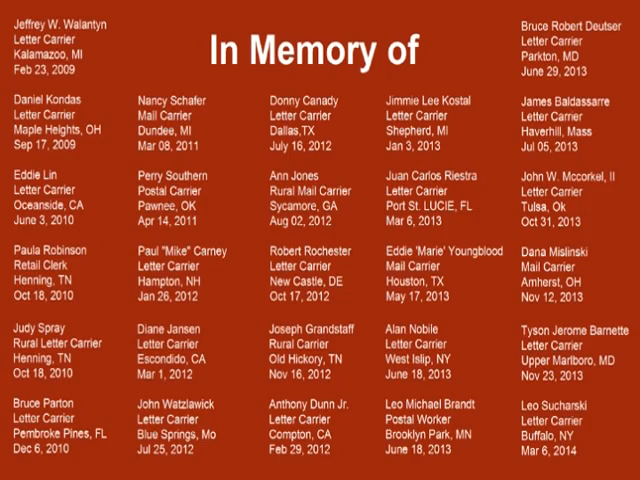 Jeffrey W. Walantyn
Letter Carrier
Kalamazoo, MI
Feb 23, 2009
In Memory of
Bruce Robert Deutser
Letter Carrier
Parkton, MD
June 29, 2013
Daniel Kondas
Letter Carrier
Maple Heights, OH
Sep 17, 2009
Nancy Schafer
Mail Carrier
Dundee, MI
Mar 08, 2011
Donny Canady
Letter Carrier
Dallas,TX
July 16, 2012
Jimmie Lee Kostal
Letter Carrier
Shepherd, MI
Jan 3, 2013
James Baldassarre
Letter Carrier
Haverhill, Mass
Jul 05, 2013
Eddie Lin
Letter Carrier
Oceanside, CA
June 3, 2010
Perry Southern
Postal Carrier
Pawnee, OK
Apr 14, 2011
Ann Jones
Rural Mail Carrier
Sycamore, GA
Aug 02, 2012
Juan Carlos Riestra
Letter Carrier
Port St. LUCIE, FL
Mar 6, 2013
John W. Mccorkel, II
Letter Carrier
Tulsa, Ok
Oct 31, 2013
Paula Robinson
Retail Clerk
Henning, TN
Oct 18, 2010
Paul "Mike" Carney
Letter Carrier
Hampton, NH
Jan 26, 2012
Robert Rochester
Letter Carrier
New Castle, DE
Oct 17, 2012
Eddie 'Marie' Youngblood
Mail Carrier
Houston, TX
May 17, 2013
Dana Mislinski
Mail Carrier
Amherst, OH
Nov 12, 2013
Judy Spray
Rural Letter Carrier
Henning, TN
Oct 18, 2010
Diane Jansen
Letter Carrier
Escondido, CA
Mar 1, 2012
Joseph Grandstaff
Rural Carrier
Old Hickory, TN
Nov 16, 2012
Alan Nobile
Letter Carrier
West Islip, NY
June 18, 2013
Tyson Jerome Barnette
Letter Carrier
Upper Marlboro, MD
Nov 23, 2013
Bruce Parton
Letter Carrier
Pembroke Pines, FL
Dec 6, 2010
John Watzlawick
Letter Carrier
Blue Springs, Mo
Jul 25, 2012
Anthony Dunn Jr.
Letter Carrier
Compton, CA
Feb 29, 2012
Leo Michael Brandt
Postal Worker
Brooklyn Park, MN
June 18, 2013
Leo Sucharski
Letter Carrier
Buffalo, NY
Mar 6, 2014